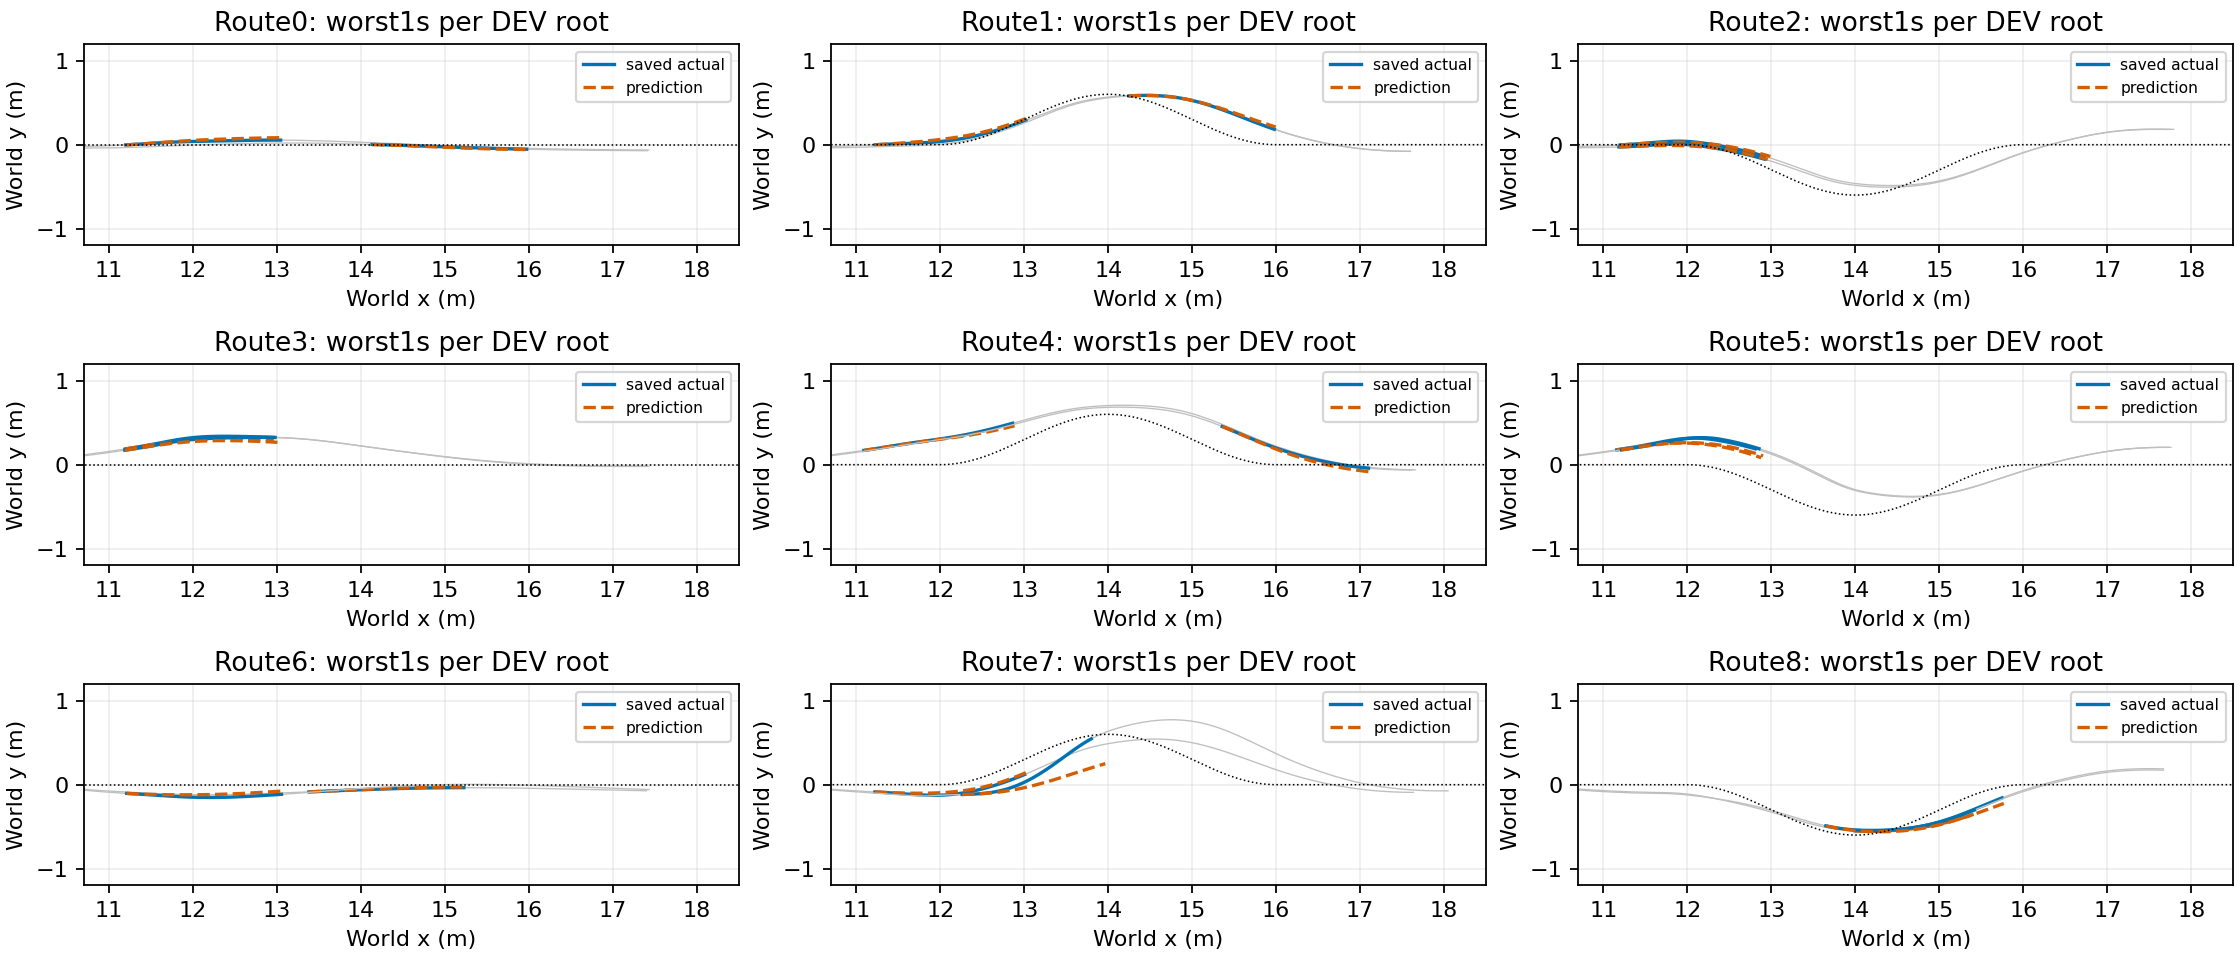 Route0: worst1s per DEV root
World y (m)
1
0
−1
saved actual
prediction
11 12 13 14 15 16 17 18
World x (m)
Route1: worst1s per DEV root
World y (m)
1
0
−1
saved actual
prediction
11 12 13 14 15 16 17 18
World x (m)
Route2: worst1s per DEV root
World y (m)
1
0
−1
saved actual
prediction
11 12 13 14 15 16 17 18
World x (m)
Route3: worst1s per DEV root
World y (m)
1
0
−1
saved actual
prediction
11 12 13 14 15 16 17 18
World x (m)
Route4: worst1s per DEV root
World y (m)
1
0
−1
saved actual
prediction
11 12 13 14 15 16 17 18
World x (m)
Route5: worst1s per DEV root
World y (m)
1
0
−1
saved actual
prediction
11 12 13 14 15 16 17 18
World x (m)
Route6: worst1s per DEV root
World y (m)
1
0
−1
saved actual
prediction
11 12 13 14 15 16 17 18
World x (m)
Route7: worst1s per DEV root
World y (m)
1
0
−1
saved actual
prediction
11 12 13 14 15 16 17 18
World x (m)
Route8: worst1s per DEV root
World y (m)
1
0
−1
saved actual
prediction
11 12 13 14 15 16 17 18
World x (m)